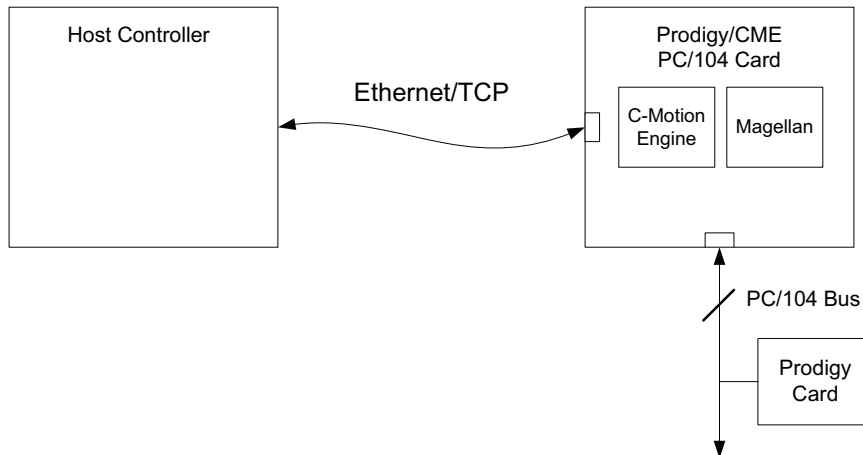 Host Controller
Ethernet/TCP
Prodigy/CME
PC/104 Card
C-Motion
Engine
Magellan
PC/104 Bus
Prodigy
Card